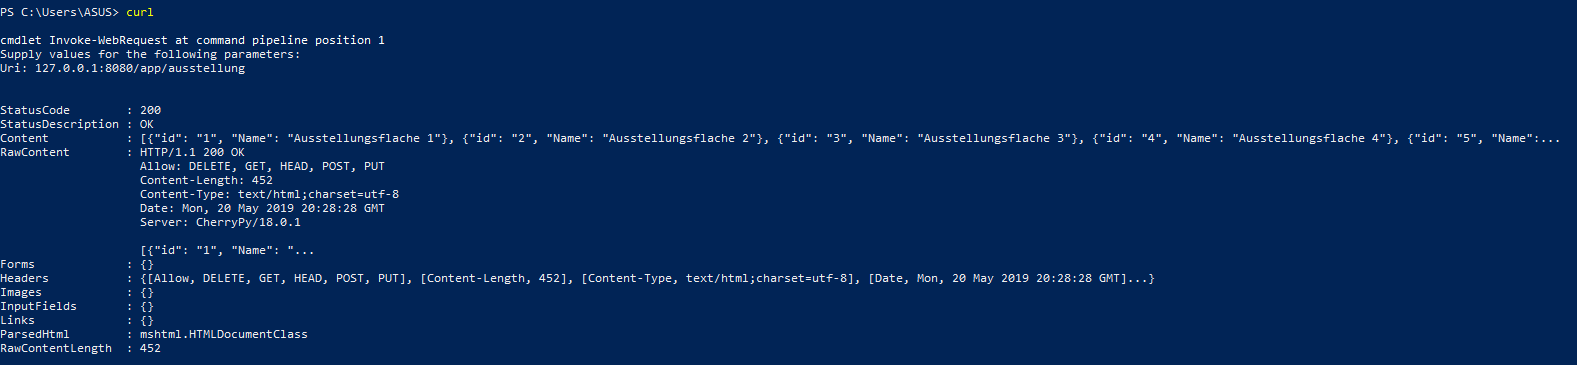 PS C:\Users\ASUS> curl
cmdlet Invoke-WebRequest at command pipeline position 1
Supply values for the following parameters:
Uri: 127.0.0.1:8080/app/ausstellung
StatusCode        : 200
StatusDescription : OK
Content           : [{"id": "1", "Name": "Ausstellungsflache 1"}, {"id": "2", "Name": "Ausstellungsflache 2"}, {"id": "3", "Name": "Ausstellungsflache 3"}, {"id": "4", "Name": "Ausstellungsflache 4"}, {"id": "5", "Name":...
RawContent        : HTTP/1.1 200 OK
                    Allow: DELETE, GET, HEAD, POST, PUT
                    Content-Length: 452
                    Content-Type: text/html;charset=utf-8
                    Date: Mon, 20 May 2019 20:28:28 GMT
                    Server: CherryPy/18.0.1
                    [{"id": "1", "Name": "...
Forms             : {}
Headers           : {[Allow, DELETE, GET, HEAD, POST, PUT], [Content-Length, 452], [Content-Type, text/html;charset=utf-8], [Date, Mon, 20 May 2019 20:28:28 GMT]...}
Images            : {}
InputFields       : {}
Links             : {}
ParsedHtml        : mshtml.HTMLDocumentClass
RawContentLength  : 452